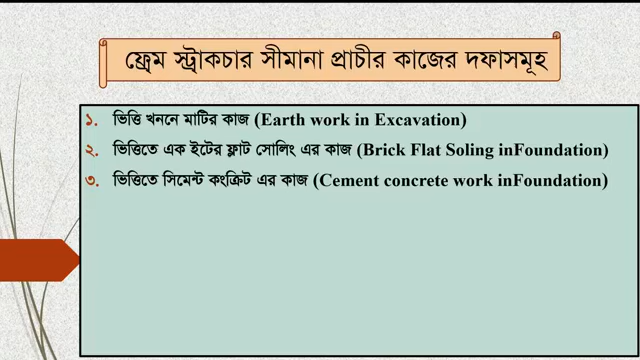 ফ্রেম স্ট্রাকচার সীমানা প্রাচীর কাজের দফাসমূহ
১. ভিত্তি খননে মাটির কাজ (Earth work in Excavation)
২. ভিত্তিতে এক ইটের ফ্লাট সোলিং এর কাজ (Brick Flat Soling inFoundation)
৩. ভিত্তিতে সিমেন্ট কংক্রিট এর কাজ (Cement concrete work inFoundation)